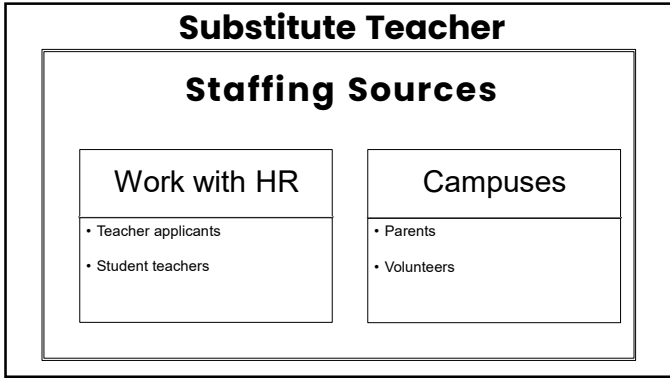 Substitute Teacher
Staffing Sources
Work with HR
• Teacher applicants
• Student teachers
Campuses
• Parents
• Volunteers